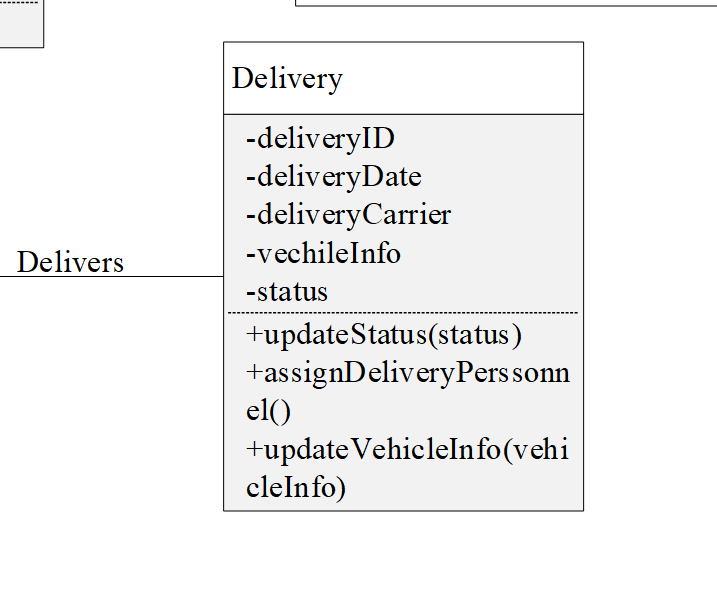 Delivery
-deliveryID
-deliveryDate
-deliveryCarrier
-vechileInfo
-status
Delivers
+updateStatus(status)
+assignDeliveryPerssonn
el()
+updateVehicleInfo(vehi
cleInfo)